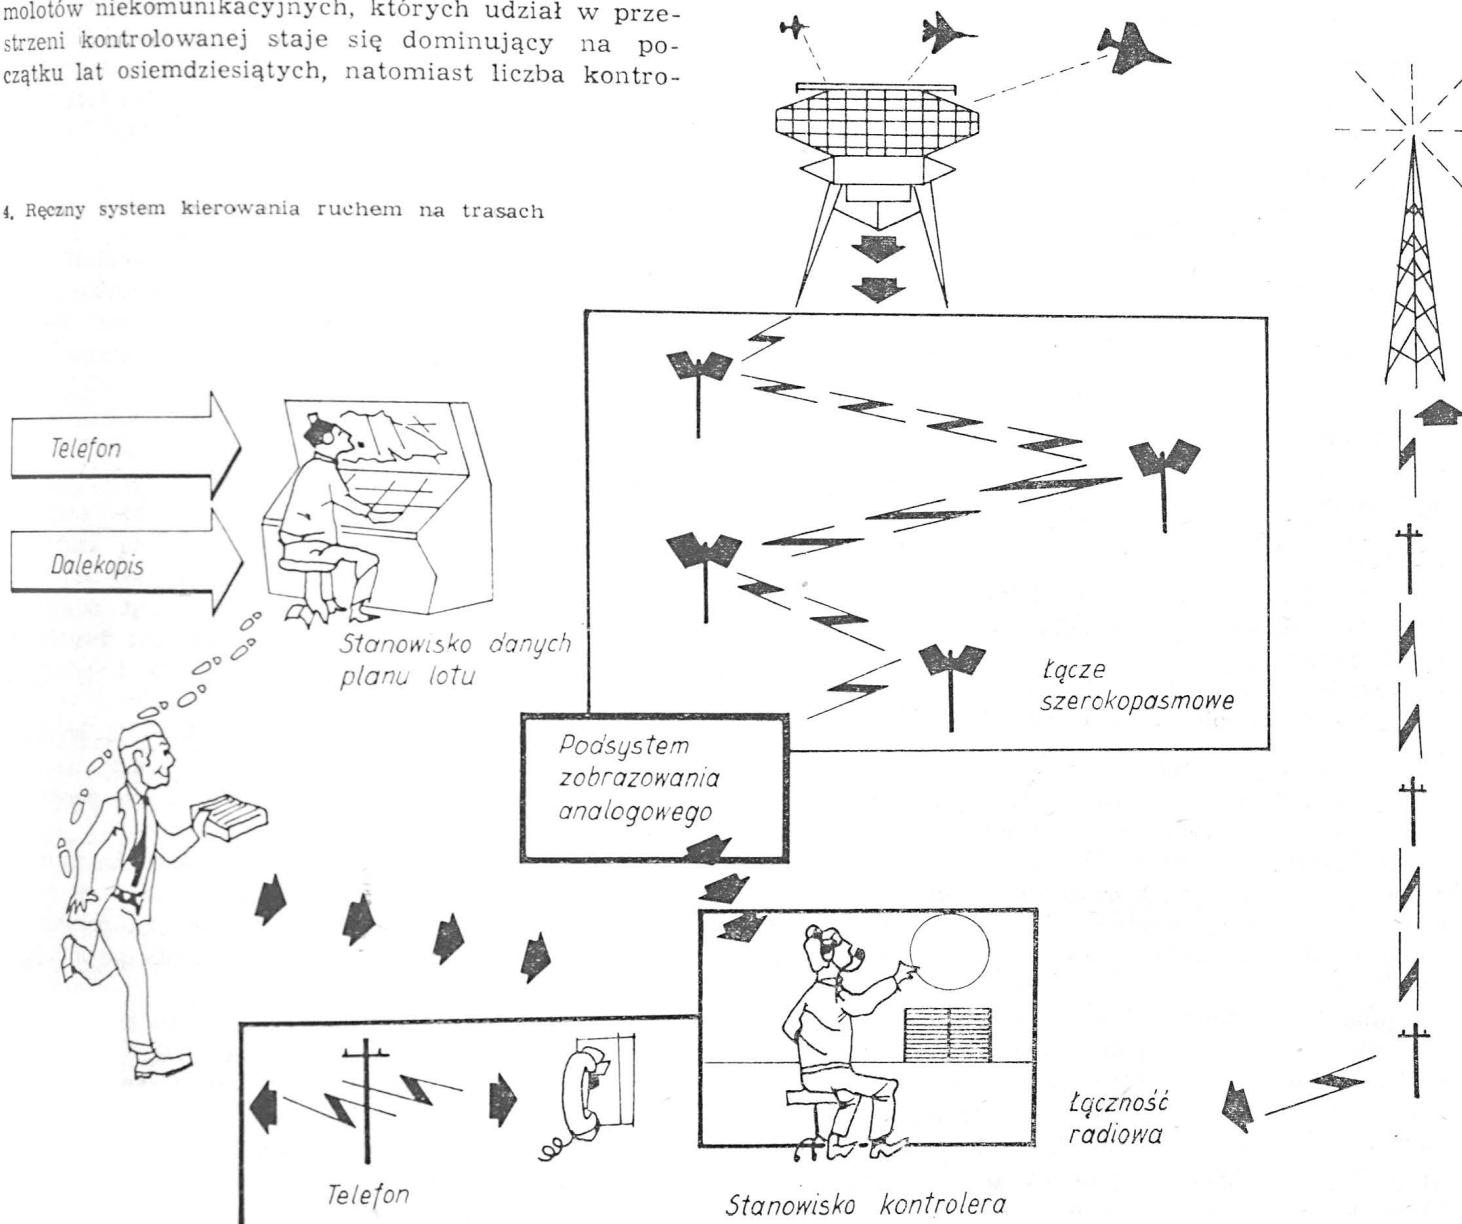 molotów niekomunikacyjnych, których udział w prze-
strzeni kontrolowanej staje się dominujący na po-
czątku lat osiemdziesiątych, natomiast liczba kontro-
4. Ręczny system kierowania ruchem na trasach
Telefon
Dalekopis
Stanowisko danych
planu lotu
Łącze
szerokopasmowe
Podsystem
zobrazowania
analogowego
Łączność
radiowa
Telefon
Stanowisko kontrolera